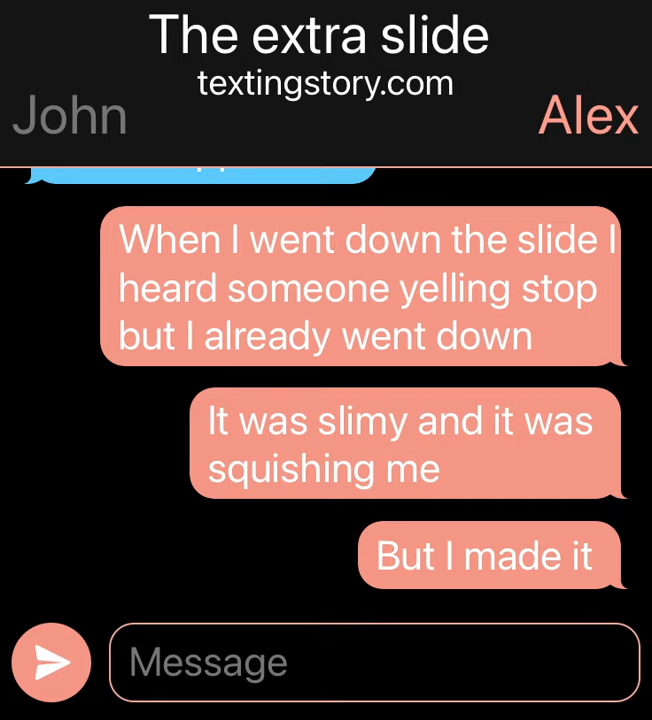 The extra slide
textingstory.com
John
Alex
When I went down the slide I
heard someone yelling stop
but I already went down
It was slimy and it was
squishing me
But I made it
Message